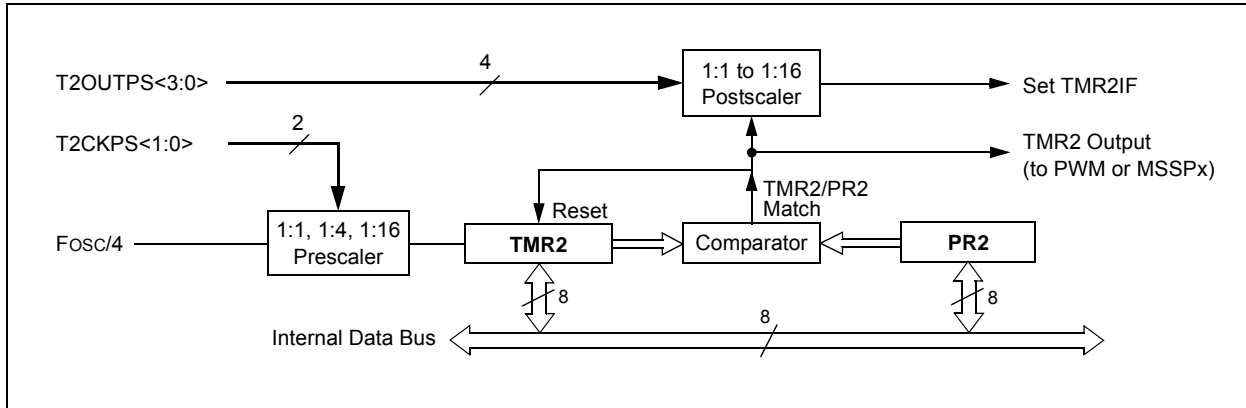 T2OUTPS<3:0>
4
1:1 to 1:16
Postscaler
Set TMR2IF
T2CKPS<1:0>
2
TMR2 Output
(to PWM or MSSPx)
TMR2/PR2
Match
Reset
FOSC/4
1:1, 1:4, 1:16
Prescaler
TMR2
Comparator
PR2
8
8
Internal Data Bus
8